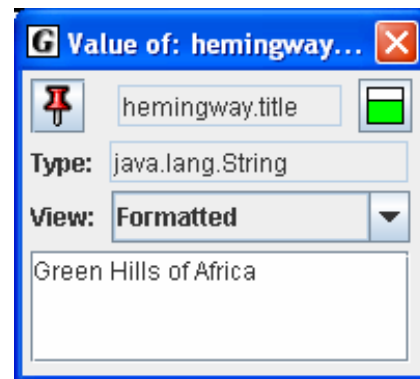 G Value of: hemingway...
hemingway.title
Type: java.lang.String
View: Formatted
Green Hills of Africa